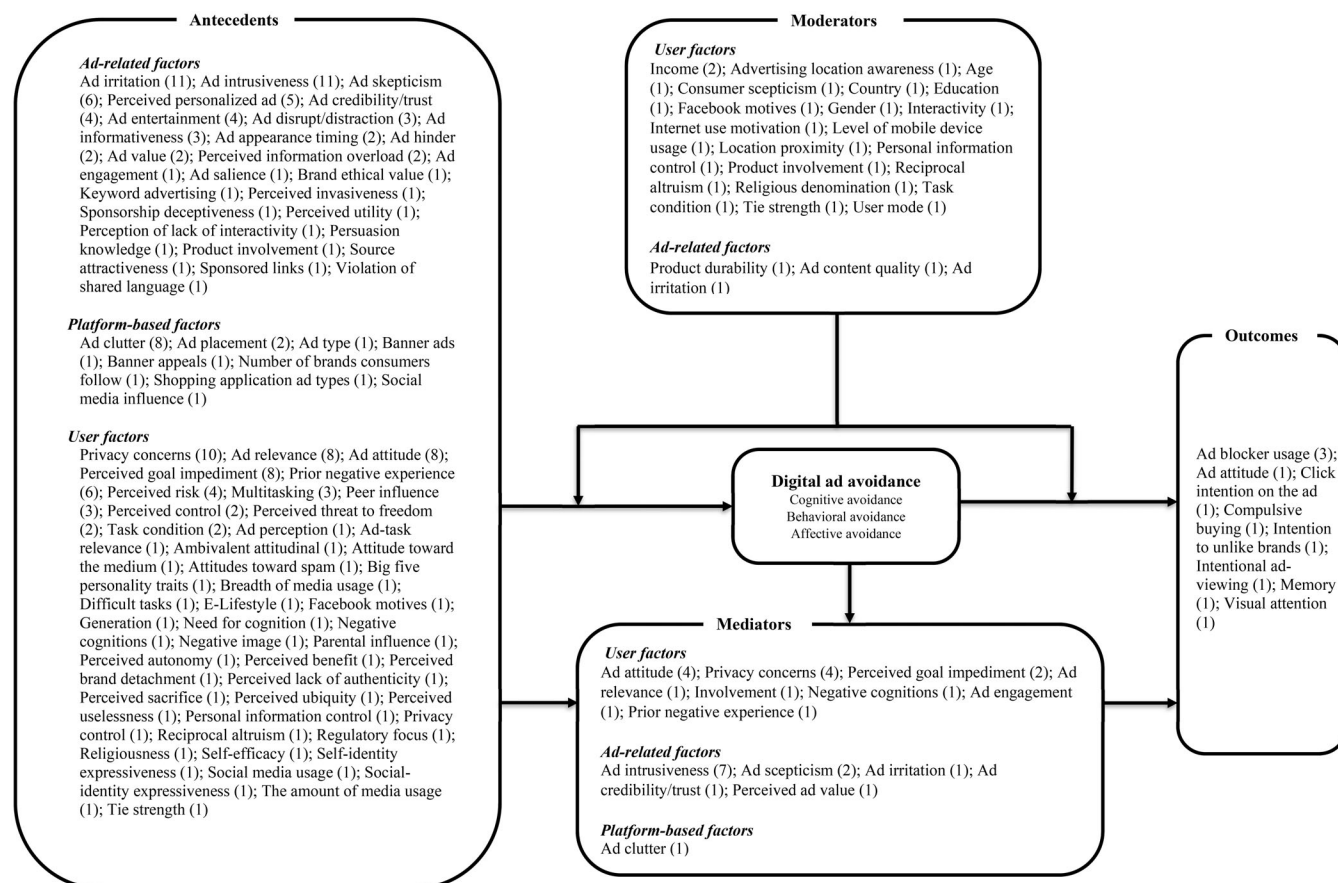 Antecedents
Ad-related factors
Ad irritation (11); Ad intrusiveness (11); Ad skepticism
(6); Perceived personalized ad (5); Ad credibility/trust
(4); Ad entertainment (4); Ad disrupt/distraction (3); Ad
informativeness (3); Ad appearance timing (2); Ad hinder
(2); Ad value (2); Perceived information overload (2); Ad
engagement (1); Ad salience (1); Brand ethical value (1);
Keyword advertising (1); Perceived invasiveness (1);
Sponsorship deceptiveness (1); Perceived utility (1);
Perception of lack of interactivity (1); Persuasion
knowledge (1); Product involvement (1); Source
attractiveness (1); Sponsored links (1); Violation of
shared language (1)
Platform-based factors
Ad clutter (8); Ad placement (2); Ad type (1); Banner ads
(1); Banner appeals (1); Number of brands consumers
follow (1); Shopping application ad types (1); Social
media influence (1)
User factors
Privacy concerns (10); Ad relevance (8); Ad attitude (8);
Perceived goal impediment (8); Prior negative experience
(6); Perceived risk (4); Multitasking (3); Peer influence
(3); Perceived control (2); Perceived threat to freedom
(2); Task condition (2); Ad perception (1); Ad-task
relevance (1); Ambivalent attitudinal (1); Attitude toward
the medium (1); Attitudes toward spam (1); Big five
personality traits (1); Breadth of media usage (1);
Difficult tasks (1); E-Lifestyle (1); Facebook motives (1);
Generation (1); Need for cognition (1); Negative
cognitions (1); Negative image (1); Parental influence (1);
Perceived autonomy (1); Perceived benefit (1); Perceived
brand detachment (1); Perceived lack of authenticity (1);
Perceived sacrifice (1); Perceived ubiquity (1); Perceived
uselessness (1); Personal information control (1); Privacy
control (1); Reciprocal altruism (1); Regulatory focus (1);
Religiousness (1); Self-efficacy (1); Self-identity
expressiveness (1); Social media usage (1); Social-
identity expressiveness (1); The amount of media usage
(1); Tie strength (1)
Moderators
User factors
Income (2); Advertising location awareness (1); Age
(1); Consumer scepticism (1); Country (1); Education
(1); Facebook motives (1); Gender (1); Interactivity (1);
Internet use motivation (1); Level of mobile device
usage (1); Location proximity (1); Personal information
control (1); Product involvement (1); Reciprocal
altruism (1); Religious denomination (1); Task
condition (1); Tie strength (1); User mode (1)
Ad-related factors
Product durability (1); Ad content quality (1); Ad
irritation (1)
Digital ad avoidance
Cognitive avoidance
Behavioral avoidance
Affective avoidance
Mediators
User factors
Ad attitude (4); Privacy concerns (4); Perceived goal impediment (2); Ad
relevance (1); Involvement (1); Negative cognitions (1); Ad engagement
(1); Prior negative experience (1)
Ad-related factors
Ad intrusiveness (7); Ad scepticism (2); Ad irritation (1); Ad
credibility/trust (1); Perceived ad value (1)
Platform-based factors
Ad clutter (1)
Outcomes
Ad blocker usage (3);
Ad attitude (1); Click
intention on the ad
(1); Compulsive
buying (1); Intention
to unlike brands (1);
Intentional ad-
viewing (1); Memory
(1); Visual attention
(1)